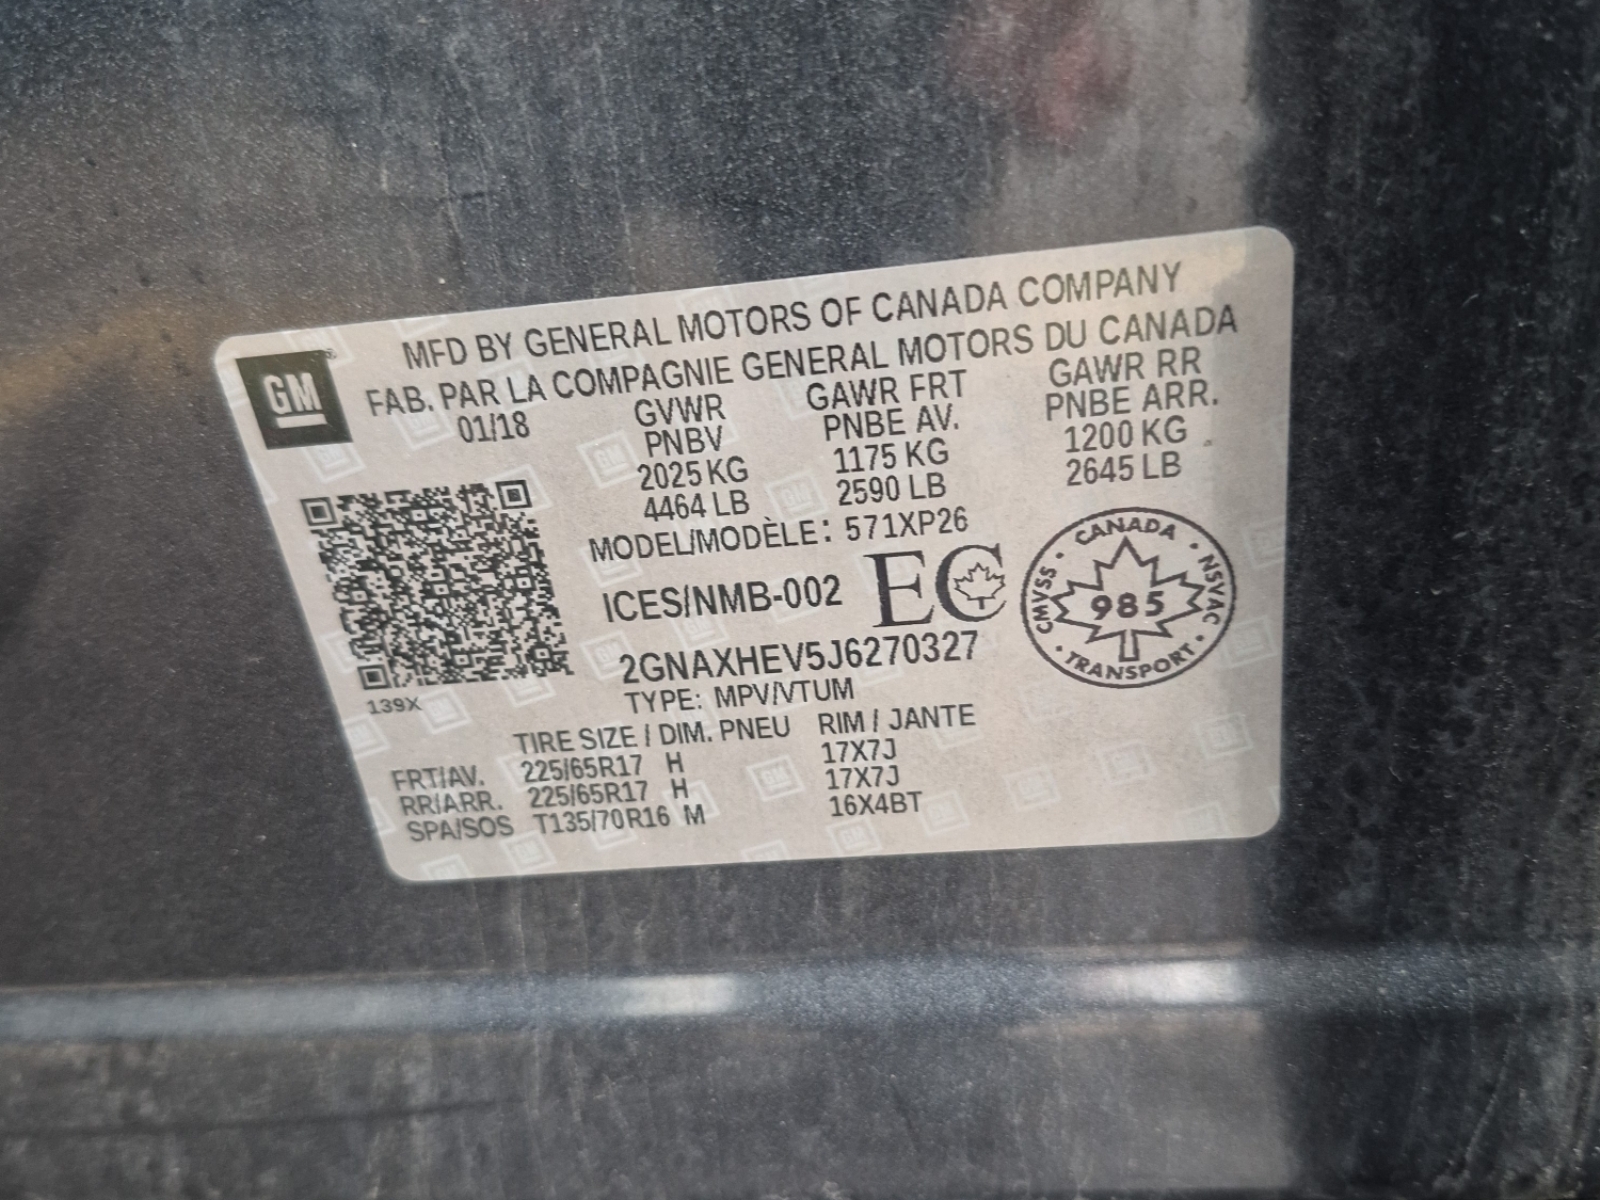 MFD BY GENERAL MOTORS OF CANADA COMPANY
FAB. PAR LA COMPAGNIE GENERAL MOTORS DU CANADA
GM
01/18 GVWR GAWR FRT GAWR RR
PNBV PNBE AV. PNBE ARR.
2025 KG 1175 KG 1200 KG
4464 LB 2590 LB 2645 LB
MODEL/MODÈLE: 571XP26
ICES/NMB-002 EC
CANADA · NSVAC · TRANSPORT · CMVSS ·
985
2GNAXHEV5J6270327
139X
TYPE: MPV/VTUM
TIRE SIZE / DIM. PNEU RIM / JANTE
FRT/AV. 225/65R17 H 17X7J
RR/ARR. 225/65R17 H 17X7J
SPA/SOS T135/70R16 M 16X4BT